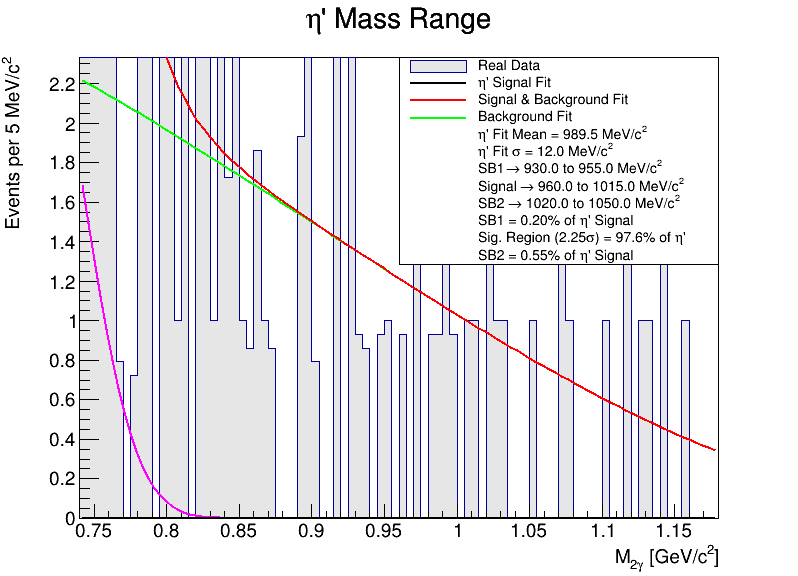 η' Mass Range
Events per 5 MeV/c²
2.2
2
1.8
1.6
1.4
1.2
1
0.8
0.6
0.4
0.2
0
Real Data
η' Signal Fit
Signal & Background Fit
Background Fit
η' Fit Mean = 989.5 MeV/c²
η' Fit σ = 12.0 MeV/c²
SB1 → 930.0 to 955.0 MeV/c²
Signal → 960.0 to 1015.0 MeV/c²
SB2 → 1020.0 to 1050.0 MeV/c²
SB1 = 0.20% of η' Signal
Sig. Region (2.25σ) = 97.6% of η'
SB2 = 0.55% of η' Signal
0.75 0.8 0.85 0.9 0.95 1 1.05 1.1 1.15
M₂γ [GeV/c²]